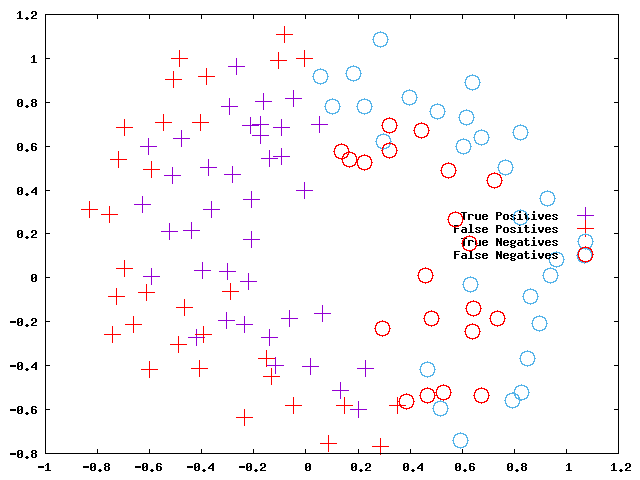 1.2
1
0.8
0.6
0.4
0.2
0
-0.2
-0.4
-0.6
-0.8
True Positives
False Positives
True Negatives
False Negatives
-1 -0.8 -0.6 -0.4 -0.2 0 0.2 0.4 0.6 0.8 1 1.2